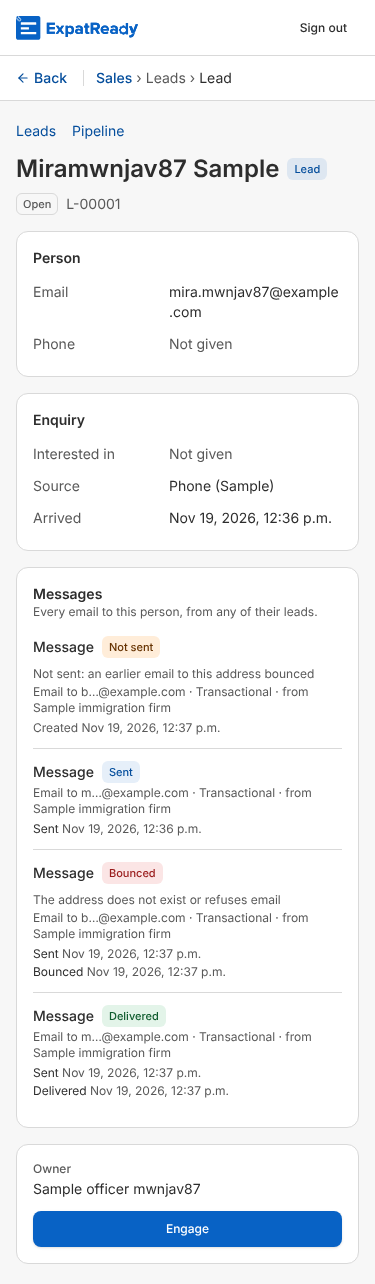 ExpatReady
Sign out
← Back
Sales › Leads › Lead
Leads Pipeline
Miramwnjav87 Sample Lead
Open L-00001
Person
Email mira.mwnjav87@example
.com
Phone Not given
Enquiry
Interested in Not given
Source Phone (Sample)
Arrived Nov 19, 2026, 12:36 p.m.
Messages
Every email to this person, from any of their leads.
Message Not sent
Not sent: an earlier email to this address bounced
Email to b…@example.com · Transactional · from
Sample immigration firm
Created Nov 19, 2026, 12:37 p.m.
Message Sent
Email to m…@example.com · Transactional · from
Sample immigration firm
Sent Nov 19, 2026, 12:36 p.m.
Message Bounced
The address does not exist or refuses email
Email to b…@example.com · Transactional · from
Sample immigration firm
Sent Nov 19, 2026, 12:37 p.m.
Bounced Nov 19, 2026, 12:37 p.m.
Message Delivered
Email to m…@example.com · Transactional · from
Sample immigration firm
Sent Nov 19, 2026, 12:37 p.m.
Delivered Nov 19, 2026, 12:37 p.m.
Owner
Sample officer mwnjav87
Engage